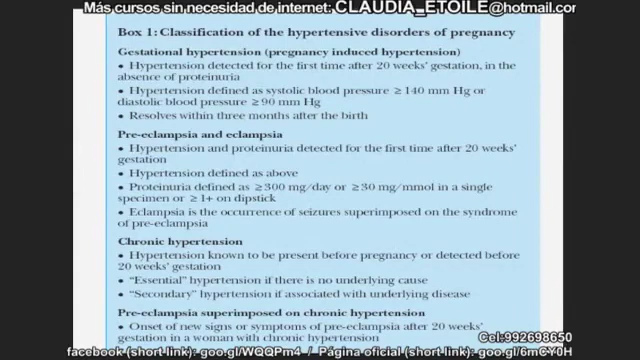 Más cursos sin necesidad de internet: CLAUDIA_ETOILE@hotmail.cor
Box 1: Classification of the hypertensive disorders of pregnancy
Gestational hypertension (pregnancy induced hypertension)
• Hypertension detected for the first time after 20 weeks' gestation, in the
absence of proteinuria
• Hypertension defined as systolic blood pressure ≥ 140 mm Hg or
diastolic blood pressure ≥ 90 mm Hg
• Resolves within three months after the birth
Pre-eclampsia and eclampsia
• Hypertension and proteinuria detected for the first time after 20 weeks'
gestation
• Hypertension defined as above
• Proteinuria defined as ≥ 300 mg/day or ≥ 30 mg/mmol in a single
specimen or ≥ 1+ on dipstick
• Eclampsia is the occurrence of seizures superimposed on the syndrome
of pre-eclampsia
Chronic hypertension
• Hypertension known to be present before pregnancy or detected before
20 weeks' gestation
• "Essential" hypertension if there is no underlying cause
• "Secondary" hypertension if associated with underlying disease
Pre-eclampsia superimposed on chronic hypertension
• Onset of new signs or symptoms of pre-eclampsia after 20 weeks'
gestation in a woman with chronic hypertension
Cel:992698650
facebook (short link): goo.gl/WQQPm4 / Página oficial (short link): goo.gl/6mCY0H